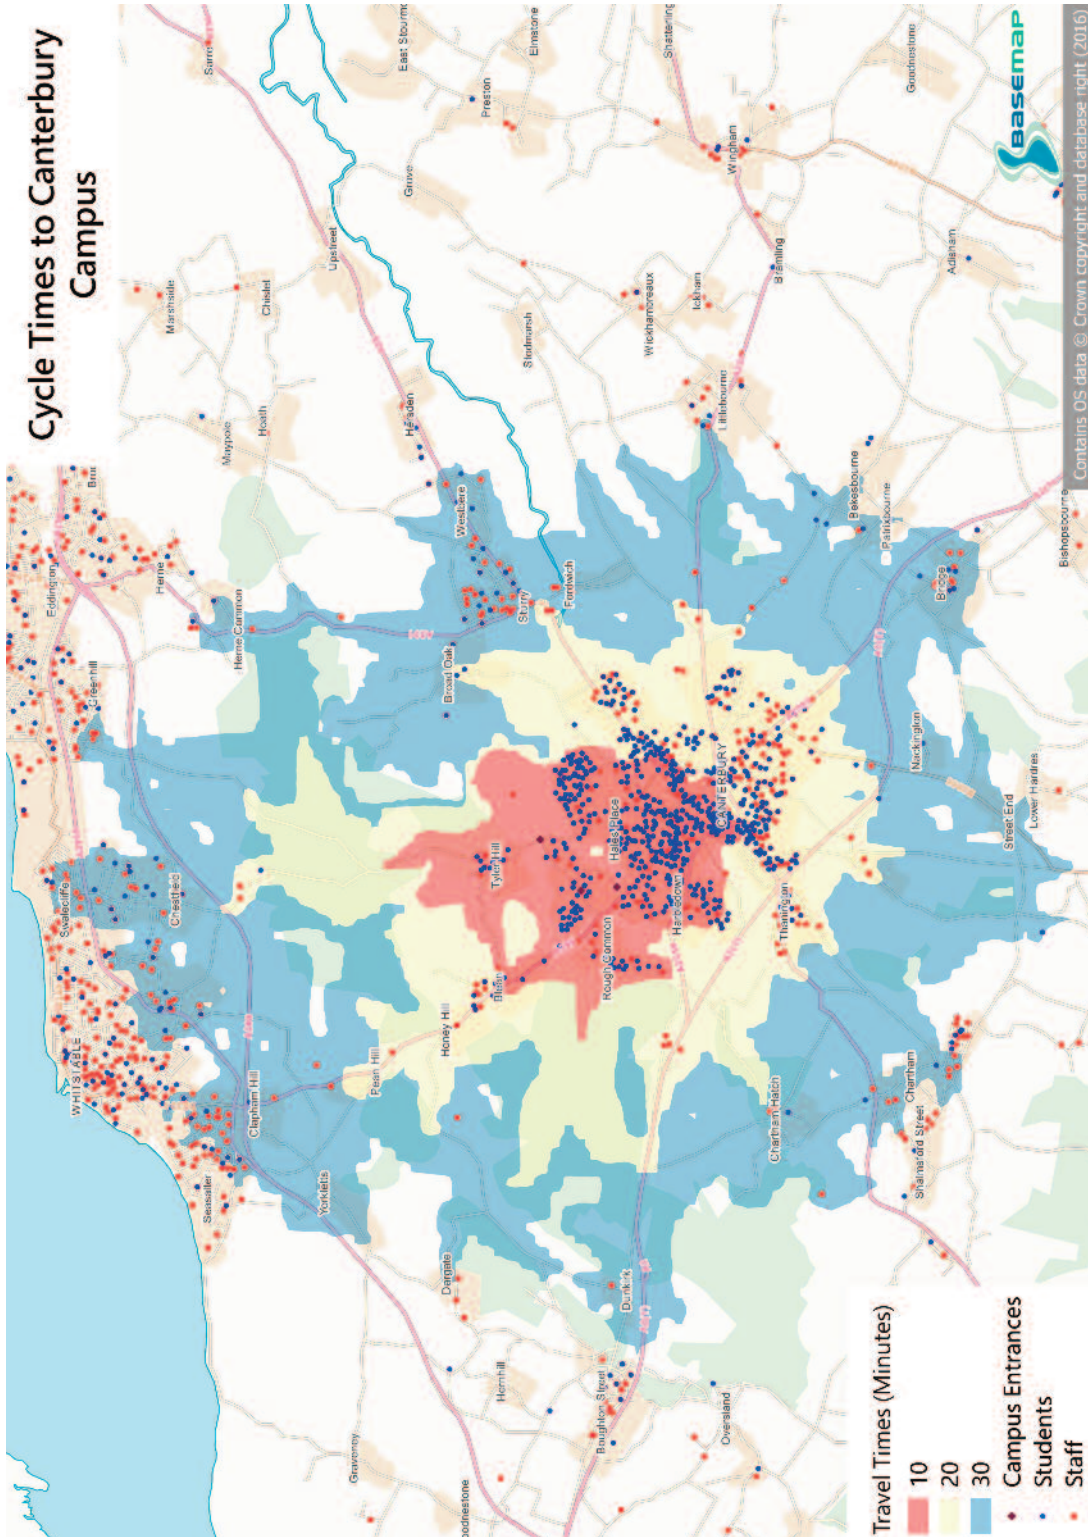 Cycle Times to Canterbury
Campus
Sarre
East Stourmo
Elmstone
Preston
Grove
Upstreet
Marshside
Chislet
Hoath
Maypole
Hersden
Stodmarsh
Wickhambreaux
Ickham
Wingham
Shatterling
Goodnestone
Bramling
Adisham
Littlebourne
Bekesbourne
Patrixbourne
Bishopsbourne
Bridge
Eddington
Herne
Herne Common
Greenhill
Westbere
Sturry
Fordwich
Broad Oak
Swalecliffe
Chestfield
WHITSTABLE
Clapham Hill
Seasalter
Yorkletts
Pean Hill
Honey Hill
Blean
Tyler Hill
Hales Place
Rough Common
Harbledown
CANTERBURY
Thanington
Nackington
Street End
Lower Hardres
Chartham Hatch
Chartham
Shalmsford Street
Dargate
Dunkirk
Hernhill
Boughton Street
Oversland
Graveney
oodnestone
Travel Times (Minutes)
10
20
30
Campus Entrances
Students
Staff
BASEMAP
Contains OS data © Crown copyright and database right (2016)